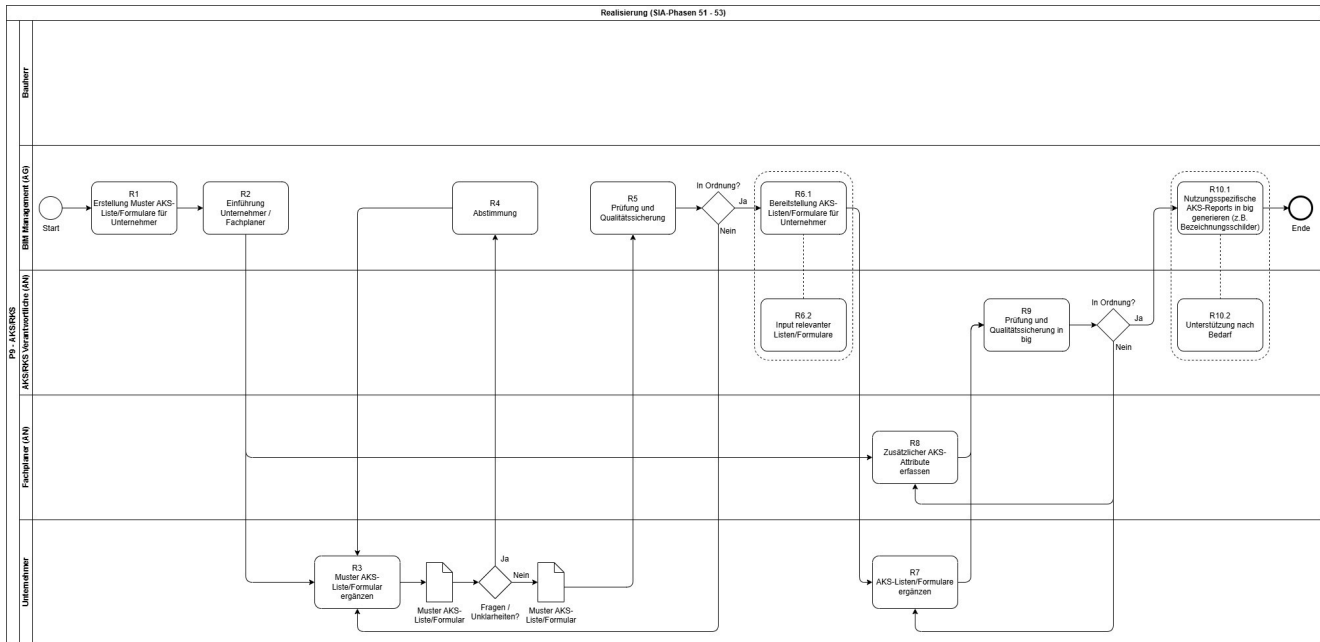 Realisierung (SIA-Phasen 51 - 53)
P9 - AKS/RKS
Bauherr
BIM Management (AG)
Start
R1
Erstellung Muster AKS-
Liste/Formulare für
Unternehmer
R2
Einführung
Unternehmer /
Fachplaner
R4
Abstimmung
R5
Prüfung und
Qualitätssicherung
In Ordnung?
Ja
Nein
R6.1
Bereitstellung AKS-
Listen/Formulare für
Unternehmer
R10.1
Nutzungsspezifische
AKS-Reports in big
generieren (z.B.
Bezeichnungsschilder)
Ende
AKS/RKS Verantwortliche (AN)
R6.2
Input relevanter
Listen/Formulare
R9
Prüfung und
Qualitätssicherung in
big
In Ordnung?
Ja
Nein
R10.2
Unterstützung nach
Bedarf
Fachplaner (AN)
R8
Zusätzlicher AKS-
Attribute
erfassen
Unternehmer
R3
Muster AKS-
Liste/Formular
ergänzen
Muster AKS-
Liste/Formular
Ja
Nein
Fragen /
Unklarheiten?
Muster AKS-
Liste/Formular
R7
AKS-Listen/Formulare
ergänzen